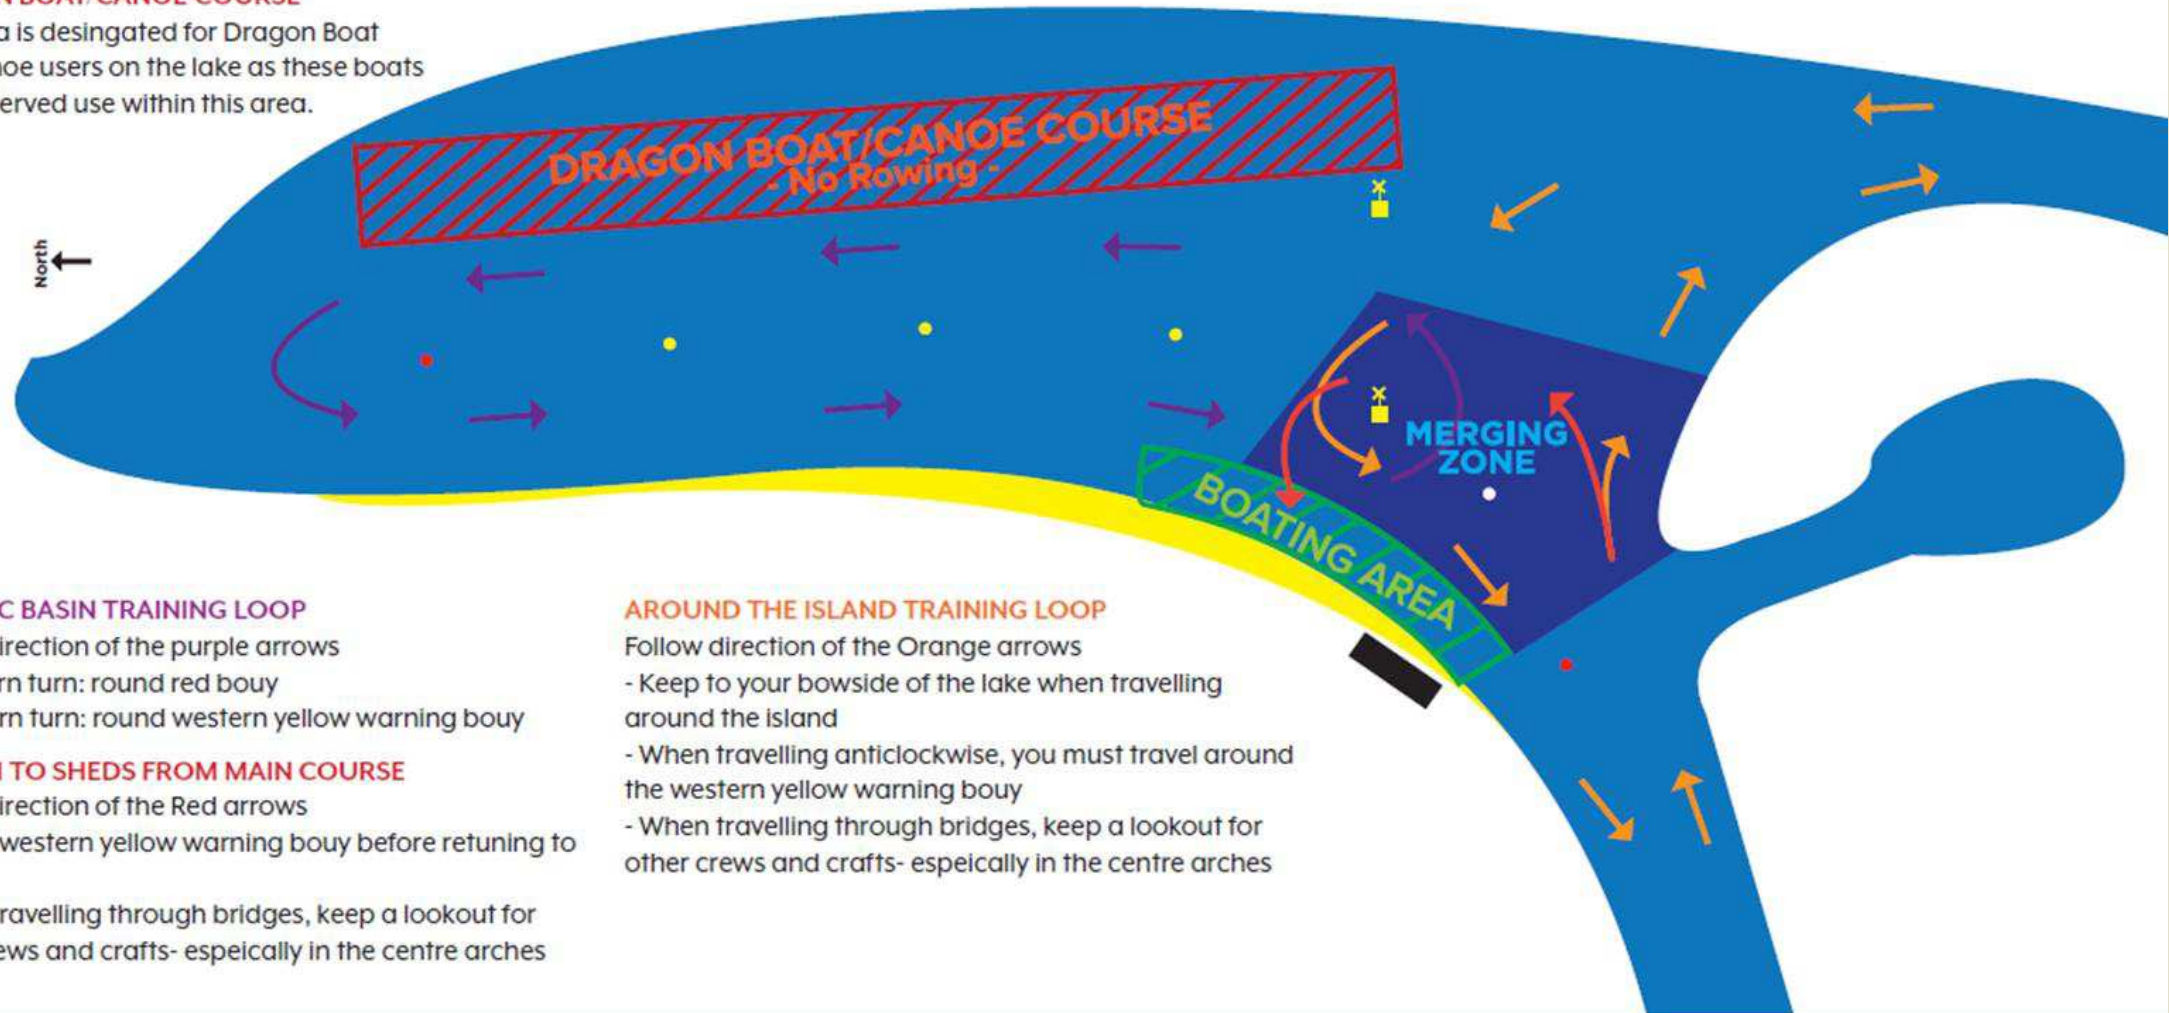 BOAT/CANOE COURSE
is desingated for Dragon Boat
users on the lake as these boats
use within this area.
DRAGON BOAT/CANOE COURSE
- No Rowing -
North
MERGING
ZONE
BOATING AREA
C BASIN TRAINING LOOP
direction of the purple arrows
turn: round red bouy
turn: round western yellow warning bouy
TO SHEDS FROM MAIN COURSE
direction of the Red arrows
western yellow warning bouy before retuning to
ravelling through bridges, keep a lookout for
ews and crafts- espeically in the centre arches
AROUND THE ISLAND TRAINING LOOP
Follow direction of the Orange arrows
- Keep to your bowside of the lake when travelling
around the island
- When travelling anticlockwise, you must travel around
the western yellow warning bouy
- When travelling through bridges, keep a lookout for
other crews and crafts- espeically in the centre arches